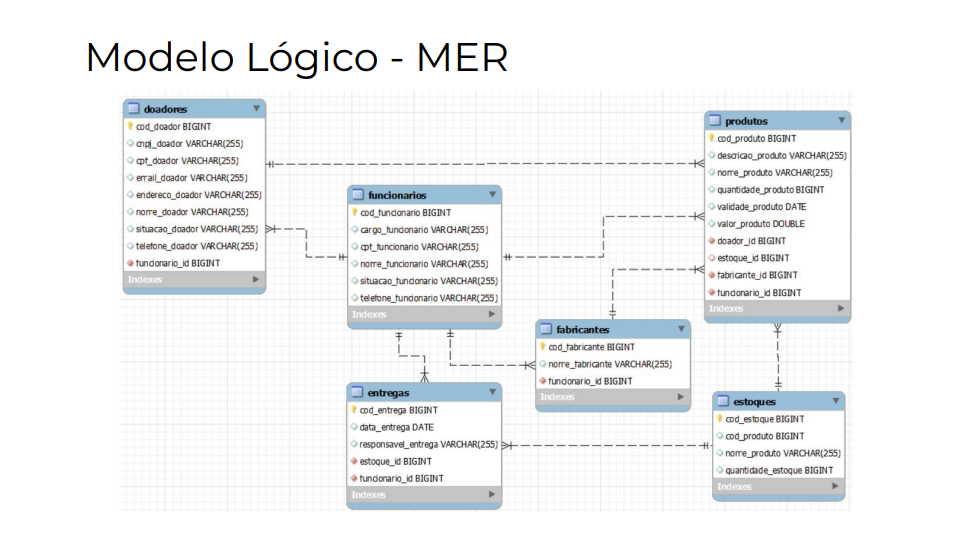 Modelo Lógico - MER
doadores
cod_doador BIGINT
cnpj_doador VARCHAR(255)
cpf_doador VARCHAR(255)
email_doador VARCHAR(255)
endereco_doador VARCHAR(255)
nome_doador VARCHAR(255)
situacao_doador VARCHAR(255)
telefone_doador VARCHAR(255)
funcionario_id BIGINT
Indexes
funcionarios
cod_funcionario BIGINT
cargo_funcionario VARCHAR(255)
cpf_funcionario VARCHAR(255)
nome_funcionario VARCHAR(255)
situacao_funcionario VARCHAR(255)
telefone_funcionario VARCHAR(255)
Indexes
produtos
cod_produto BIGINT
descricao_produto VARCHAR(255)
nome_produto VARCHAR(255)
quantidade_produto BIGINT
validade_produto DATE
valor_produto DOUBLE
doador_id BIGINT
estoque_id BIGINT
fabricante_id BIGINT
funcionario_id BIGINT
Indexes
fabricantes
cod_fabricante BIGINT
nome_fabricante VARCHAR(255)
funcionario_id BIGINT
Indexes
entregas
cod_entrega BIGINT
data_entrega DATE
responsavel_entrega VARCHAR(255)
estoque_id BIGINT
funcionario_id BIGINT
Indexes
estoques
cod_estoque BIGINT
cod_produto BIGINT
nome_produto VARCHAR(255)
quantidade_estoque BIGINT
Indexes